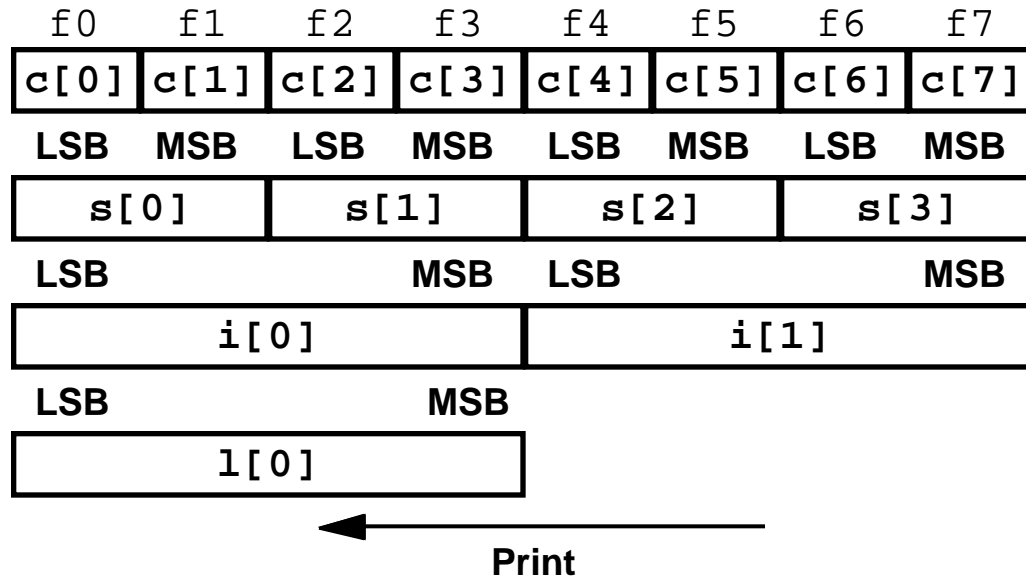 f0 f1 f2 f3 f4 f5 f6 f7
c[0] c[1] c[2] c[3] c[4] c[5] c[6] c[7]
LSB MSB LSB MSB LSB MSB LSB MSB
s[0] s[1] s[2] s[3]
LSB MSB LSB MSB
i[0] i[1]
LSB MSB
l[0]
Print